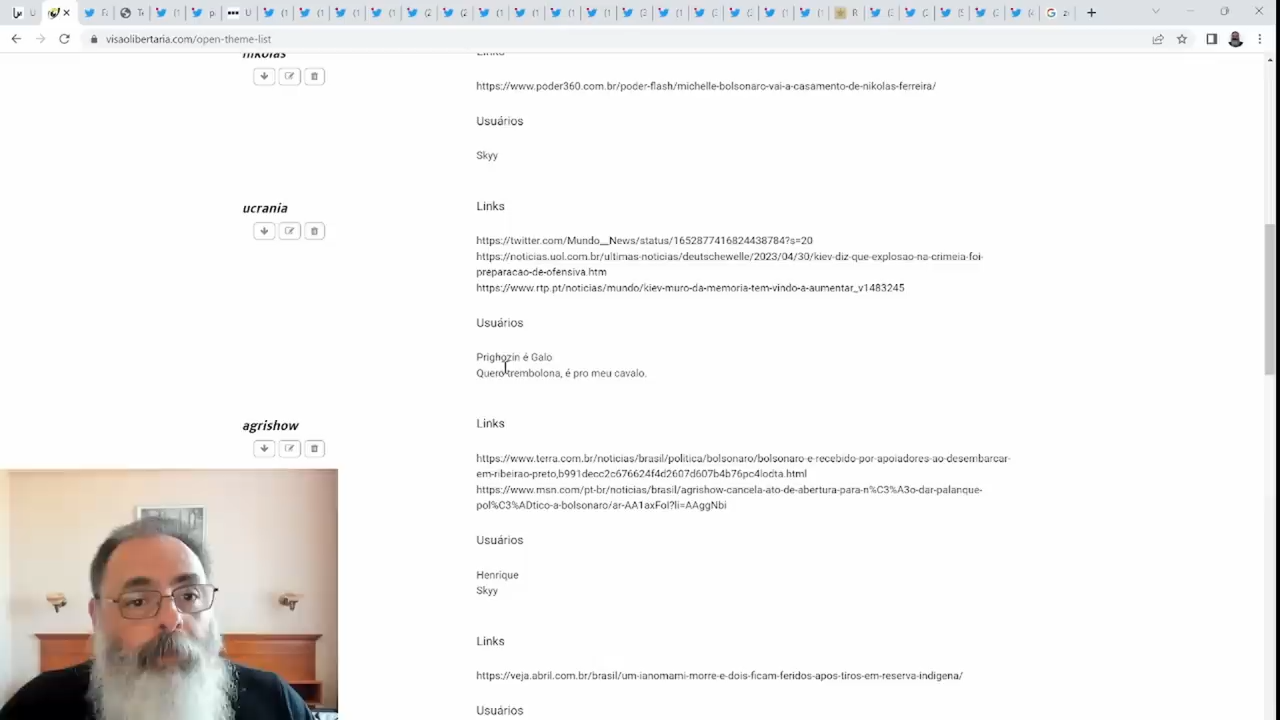 visaolibertaria.com/open-theme-list
nikolas
Links
https://www.poder360.com.br/poder-flash/michelle-bolsonaro-vai-a-casamento-de-nikolas-ferreira/
Usuários
Skyy
ucrania
Links
https://twitter.com/Mundo__News/status/1652877416824438784?s=20
https://noticias.uol.com.br/ultimas-noticias/deutschewelle/2023/04/30/kiev-diz-que-explosao-na-crimeia-foi-
preparacao-de-ofensiva.htm
https://www.rtp.pt/noticias/mundo/kiev-muro-da-memoria-tem-vindo-a-aumentar_v1483245
Usuários
Prighozin é Galo
Quero trembolona, é pro meu cavalo.
agrishow
Links
https://www.terra.com.br/noticias/brasil/politica/bolsonaro/bolsonaro-e-recebido-por-apoiadores-ao-desembarcar-
em-ribeirao-preto,b991decc2c676624f4d2607d607b4b76pc4lodta.html
https://www.msn.com/pt-br/noticias/brasil/agrishow-cancela-ato-de-abertura-para-n%C3%A3o-dar-palanque-
pol%C3%ADtico-a-bolsonaro/ar-AA1axFoI?li=AAggNbi
Usuários
Henrique
Skyy
Links
https://veja.abril.com.br/brasil/um-ianomami-morre-e-dois-ficam-feridos-apos-tiros-em-reserva-indigena/
Usuários